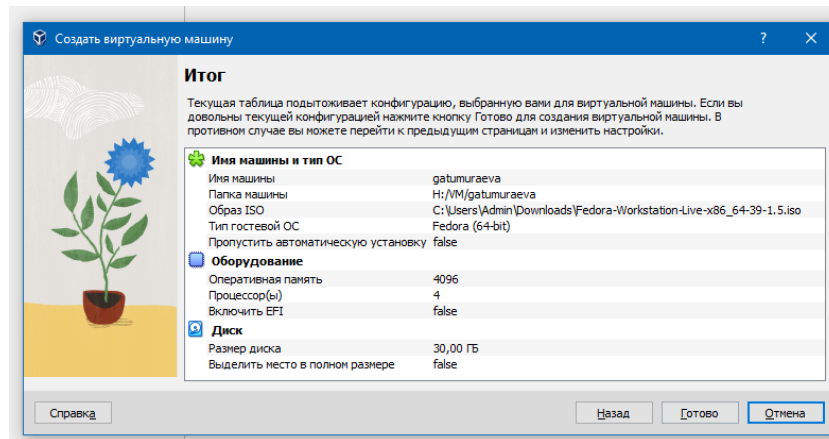 Создать виртуальную машину
Итог
Текущая таблица подытоживает конфигурацию, выбранную вами для виртуальной машины. Если вы
довольны текущей конфигурацией нажмите кнопку Готово для создания виртуальной машины. В
противном случае вы можете перейти к предыдущим страницам и изменить настройки.
Имя машины и тип ОС
Имя машины gatumuraeva
Папка машины H:/VM/gatumuraeva
Образ ISO C:\Users\Admin\Downloads\Fedora-Workstation-Live-x86_64-39-1.5.iso
Тип гостевой ОС Fedora (64-bit)
Пропустить автоматическую установку false
Оборудование
Оперативная память 4096
Процессор(ы) 4
Включить EFI false
Диск
Размер диска 30,00 ГБ
Выделить место в полном размере false
Справка Назад Готово Отмена